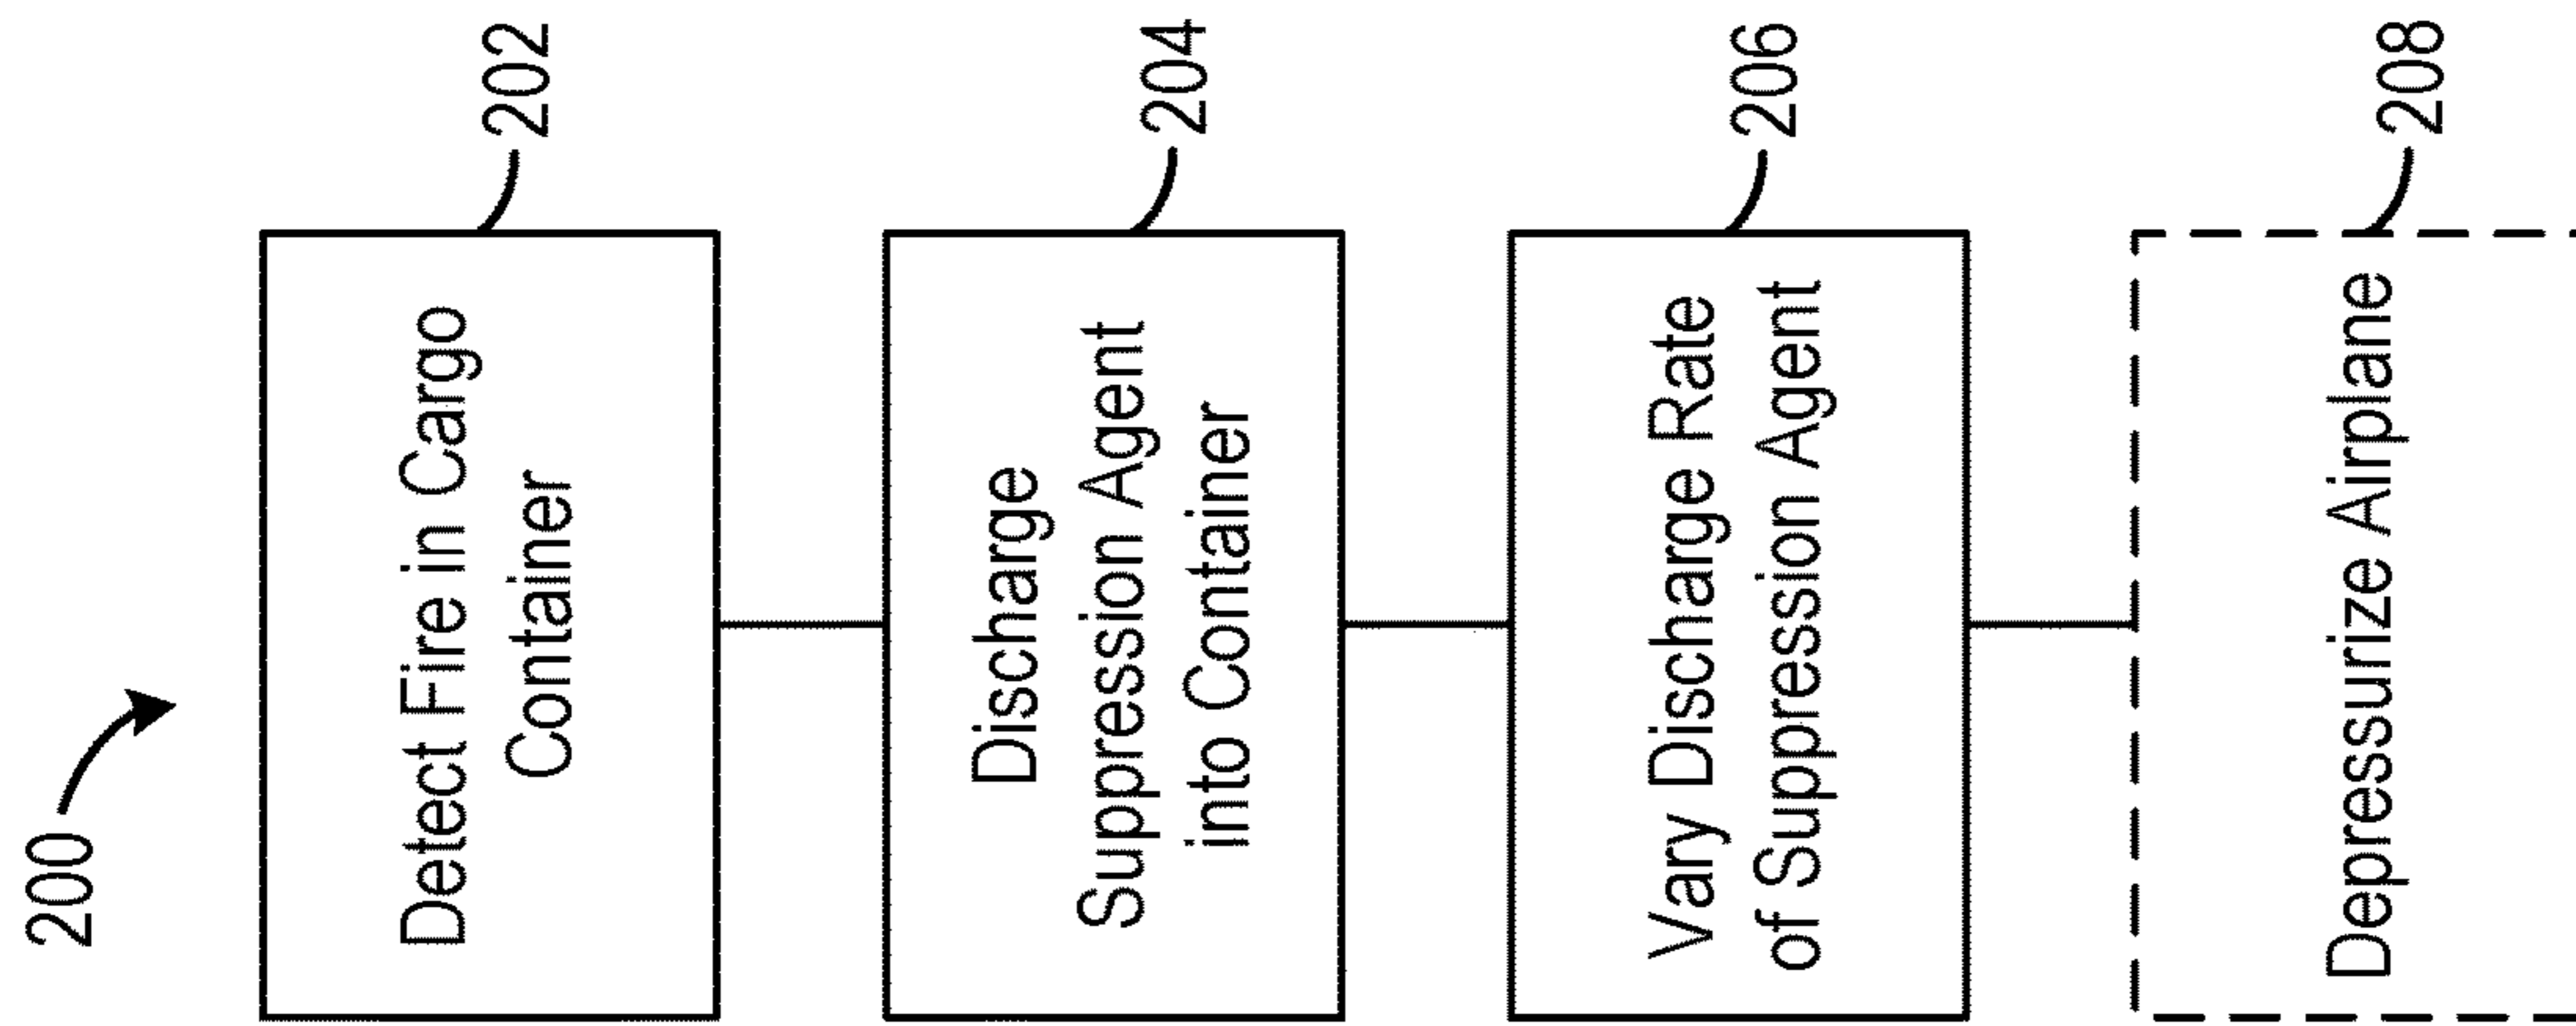 200
Detect Fire in Cargo
Container
202
Discharge
Suppression Agent
into Container
204
Vary Discharge Rate
of Suppression Agent
206
Depressurize Airplane
208